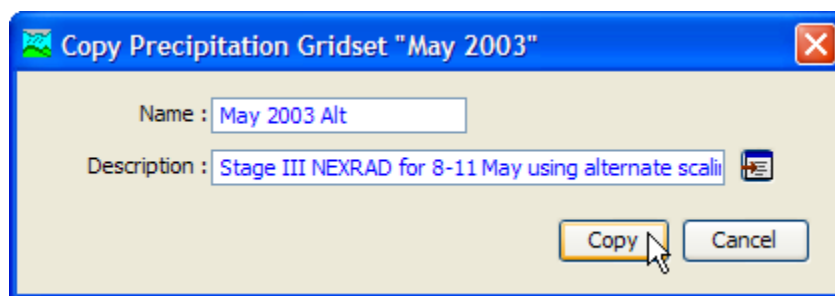 Copy Precipitation Gridset "May 2003"
Name : May 2003 Alt
Description : Stage III NEXRAD for 8-11 May using alternate
Copy Cancel